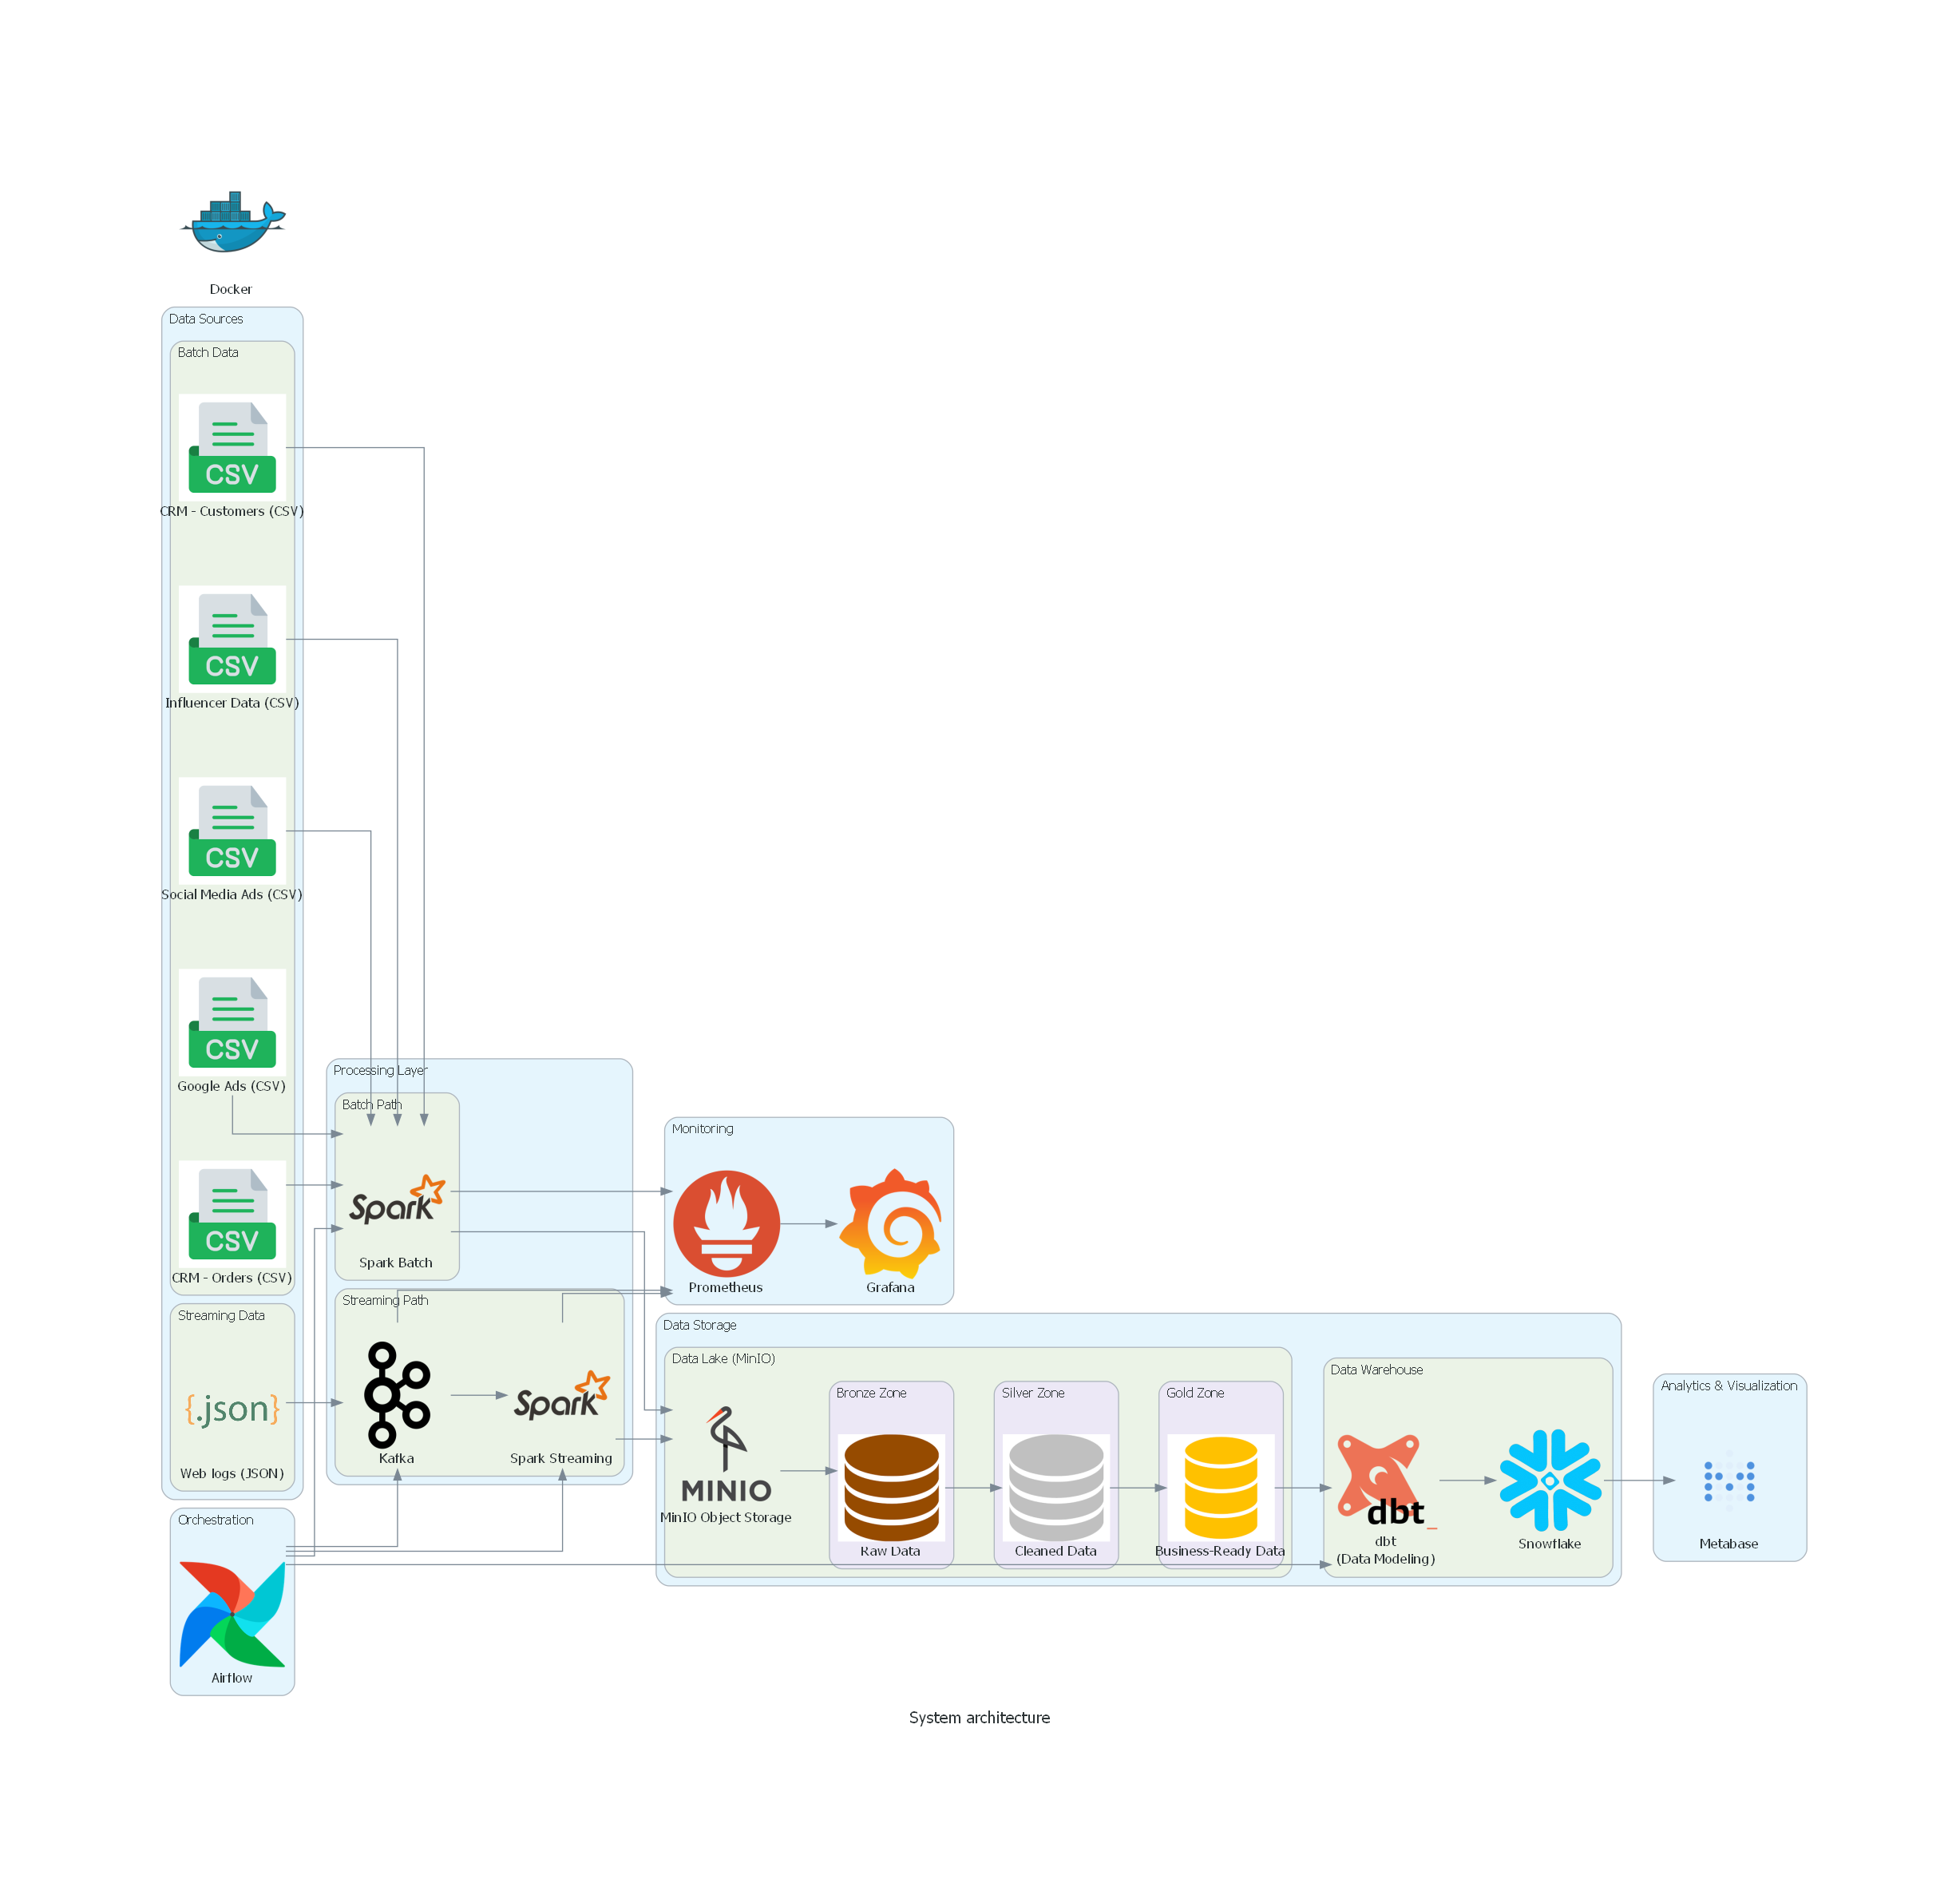 Docker
Data Sources
Batch Data
CSV
CRM - Customers (CSV)
CSV
Influencer Data (CSV)
CSV
Social Media Ads (CSV)
CSV
Google Ads (CSV)
CSV
CRM - Orders (CSV)
Streaming Data
{.json}
Web logs (JSON)
Orchestration
Airflow
Processing Layer
Batch Path
Spark
Spark Batch
Streaming Path
Kafka
Spark
Spark Streaming
Monitoring
Prometheus
Grafana
Data Storage
Data Lake (MinIO)
MINIO
MinIO Object Storage
Bronze Zone
Raw Data
Silver Zone
Cleaned Data
Gold Zone
Business-Ready Data
Data Warehouse
dbt_
dbt
(Data Modeling)
Snowflake
Analytics & Visualization
Metabase
System architecture